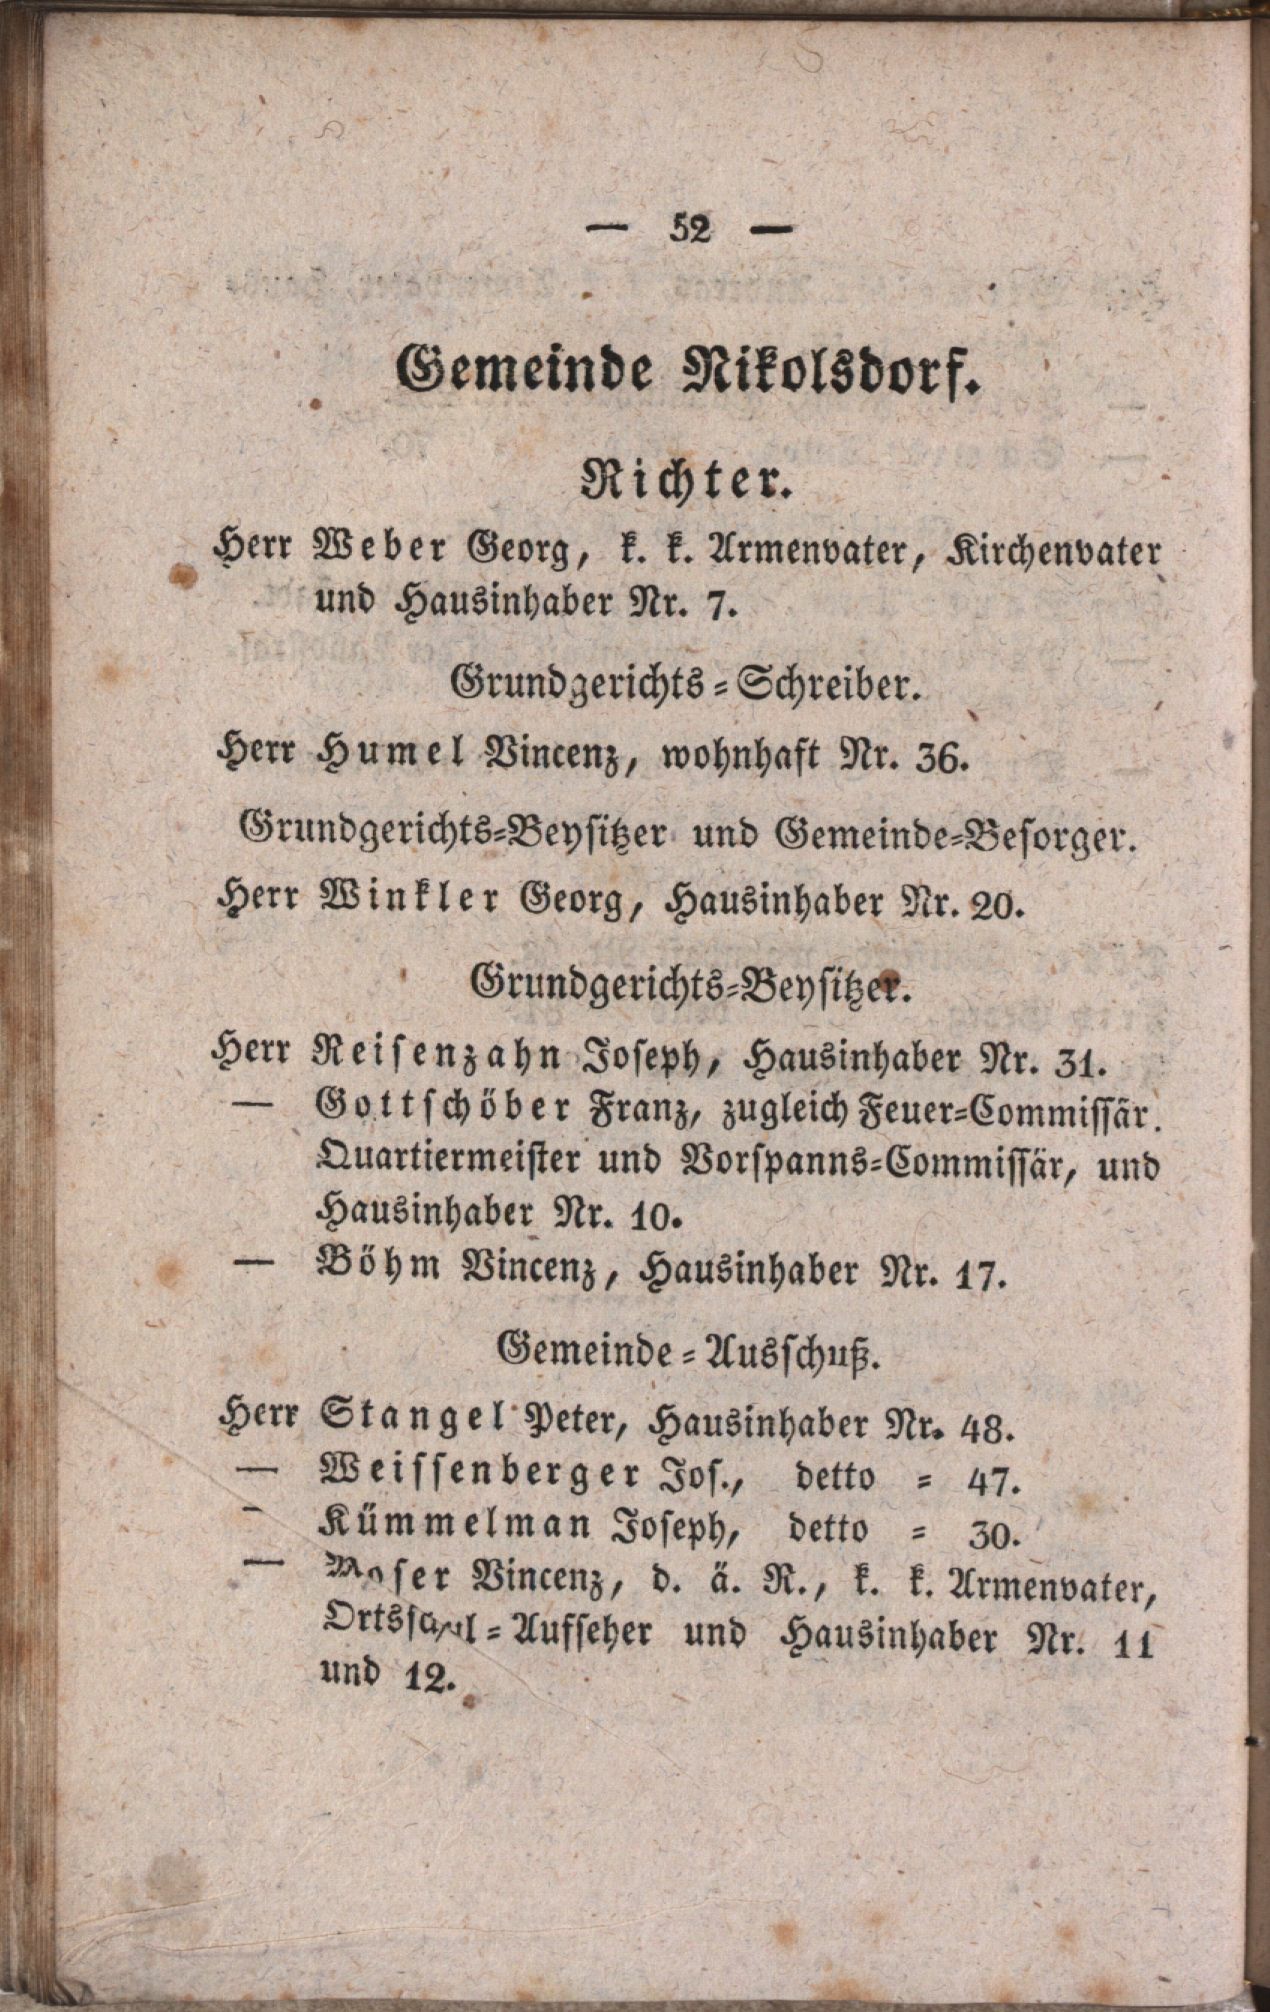 — 52 —
Gemeinde Nikolsdorf.
Richter.
Herr Weber Georg, k. k. Armenvater, Kirchenvater
und Hausinhaber Nr. 7.
Grundgerichts=Schreiber.
Herr Humel Vincenz, wohnhaft Nr. 36.
Grundgerichts=Beysitzer und Gemeinde=Besorger.
Herr Winkler Georg, Hausinhaber Nr. 20.
Grundgerichts=Beysitzer.
Herr Reisenzahn Joseph, Hausinhaber Nr. 31.
— Gottschöber Franz, zugleich Feuer=Commissär.
Quartiermeister und Vorspanns=Commissär, und
Hausinhaber Nr. 10.
— Böhm Vincenz, Hausinhaber Nr. 17.
Gemeinde=Ausschuß.
Herr Stangel Peter, Hausinhaber Nr. 48.
— Weissenberger Jos., detto = 47.
— Kümmelman Joseph, detto = 30.
— Moser Vincenz, d. ä. R., k. k. Armenvater,
Ortsschul=Aufseher und Hausinhaber Nr. 11
und 12.